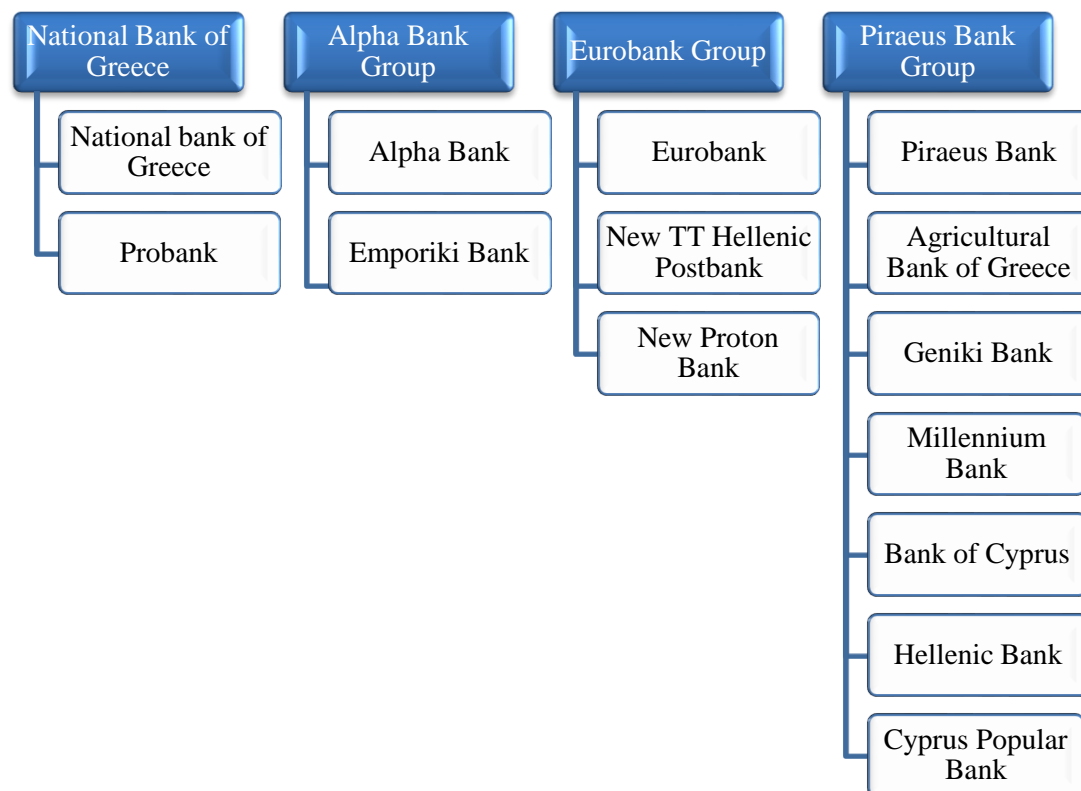 National Bank of
Greece
National bank of
Greece
Probank
Alpha Bank
Group
Alpha Bank
Emporiki Bank
Eurobank Group
Eurobank
New TT Hellenic
Postbank
New Proton
Bank
Piraeus Bank
Group
Piraeus Bank
Agricultural
Bank of Greece
Geniki Bank
Millennium
Bank
Bank of Cyprus
Hellenic Bank
Cyprus Popular
Bank